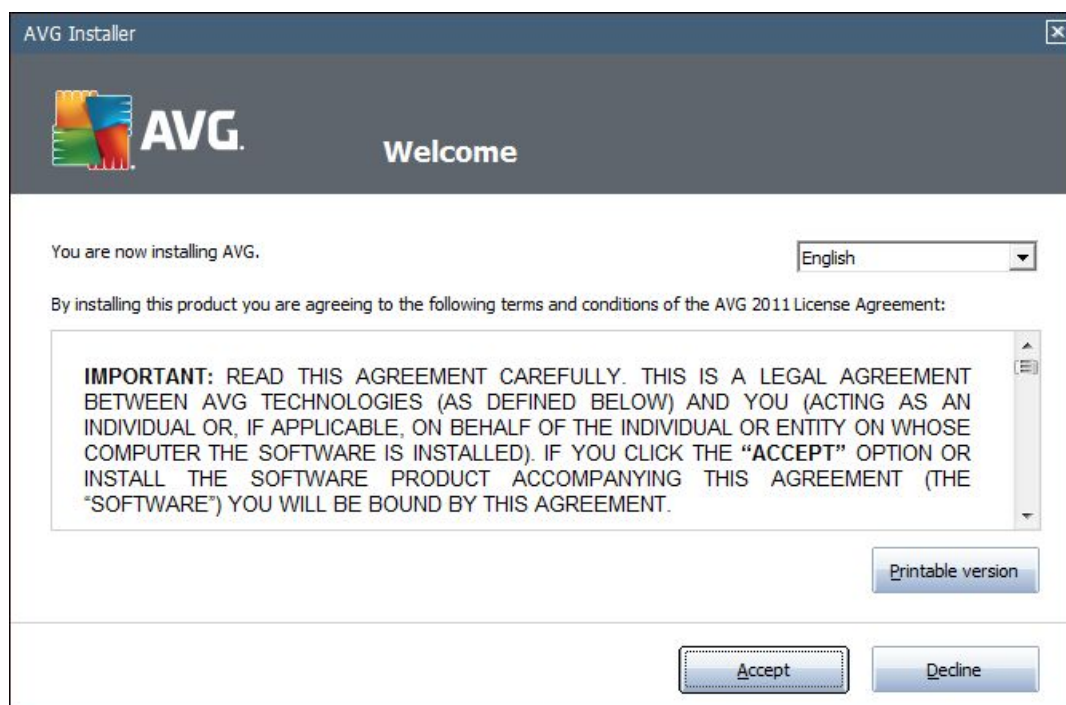 AVG Installer
AVG.
Welcome
You are now installing AVG.
English
By installing this product you are agreeing to the following terms and conditions of the AVG 2011 License Agreement:
IMPORTANT: READ THIS AGREEMENT CAREFULLY. THIS IS A LEGAL AGREEMENT
BETWEEN AVG TECHNOLOGIES (AS DEFINED BELOW) AND YOU (ACTING AS AN
INDIVIDUAL OR, IF APPLICABLE, ON BEHALF OF THE INDIVIDUAL OR ENTITY ON WHOSE
COMPUTER THE SOFTWARE IS INSTALLED). IF YOU CLICK THE “ACCEPT” OPTION OR
INSTALL THE SOFTWARE PRODUCT ACCOMPANYING THIS AGREEMENT (THE
“SOFTWARE”) YOU WILL BE BOUND BY THIS AGREEMENT.
Printable version
Accept
Decline